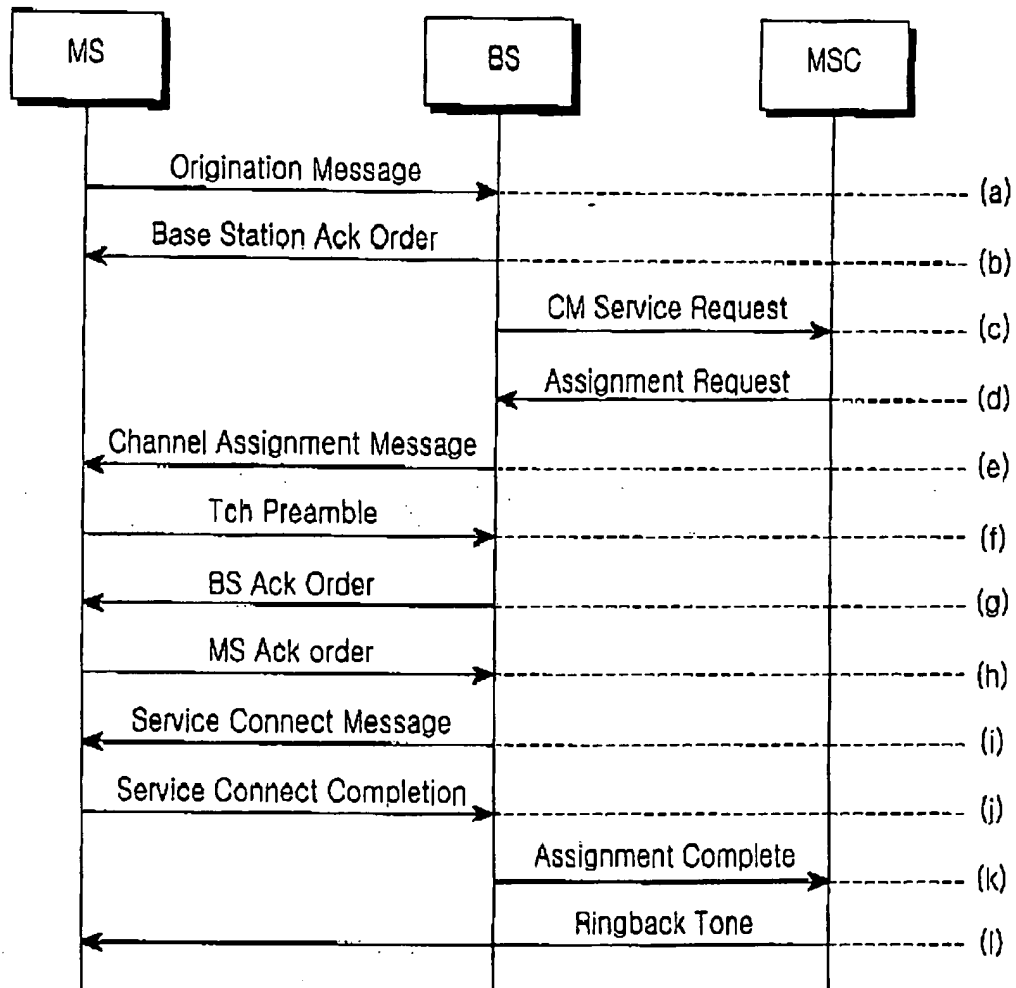 MS BS MSC
Origination Message (a)
Base Station Ack Order (b)
CM Service Request (c)
Assignment Request (d)
Channel Assignment Message (e)
Tch Preamble (f)
BS Ack Order (g)
MS Ack order (h)
Service Connect Message (i)
Service Connect Completion (j)
Assignment Complete (k)
Ringback Tone (l)